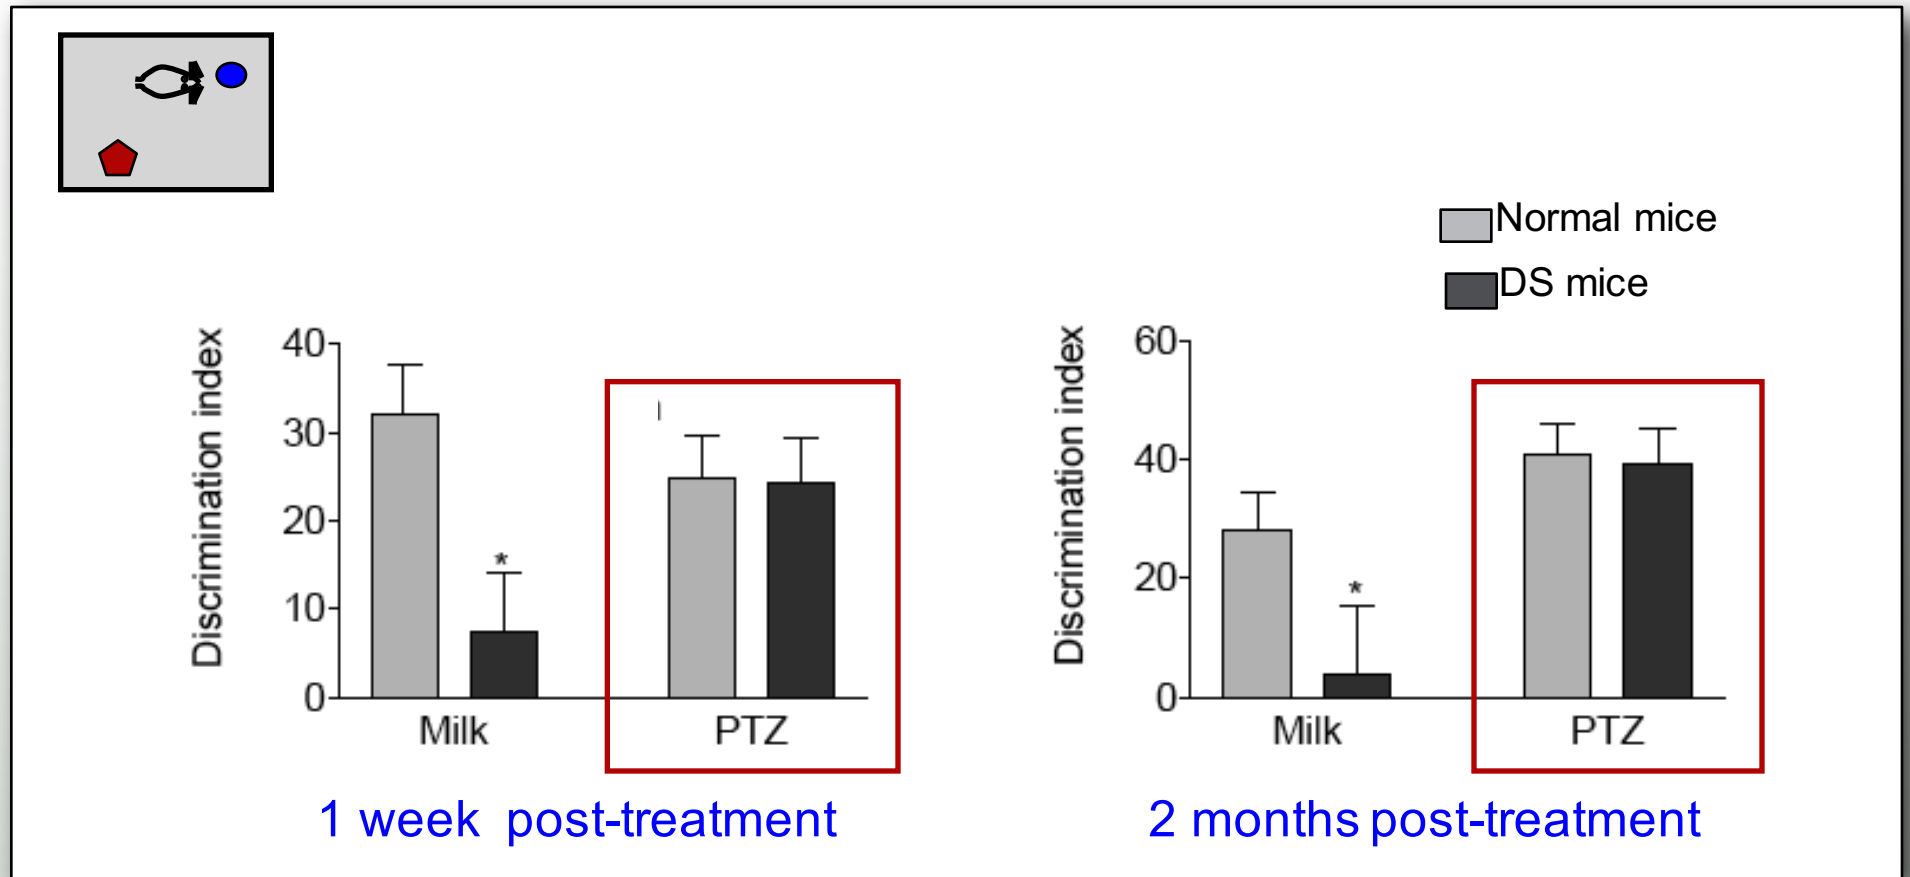 Normal mice
DS mice
Discrimination index
40
30
20
10
0
*
Milk
PTZ
1 week post-treatment
Discrimination index
60
40
20
0
*
Milk
PTZ
2 months post-treatment